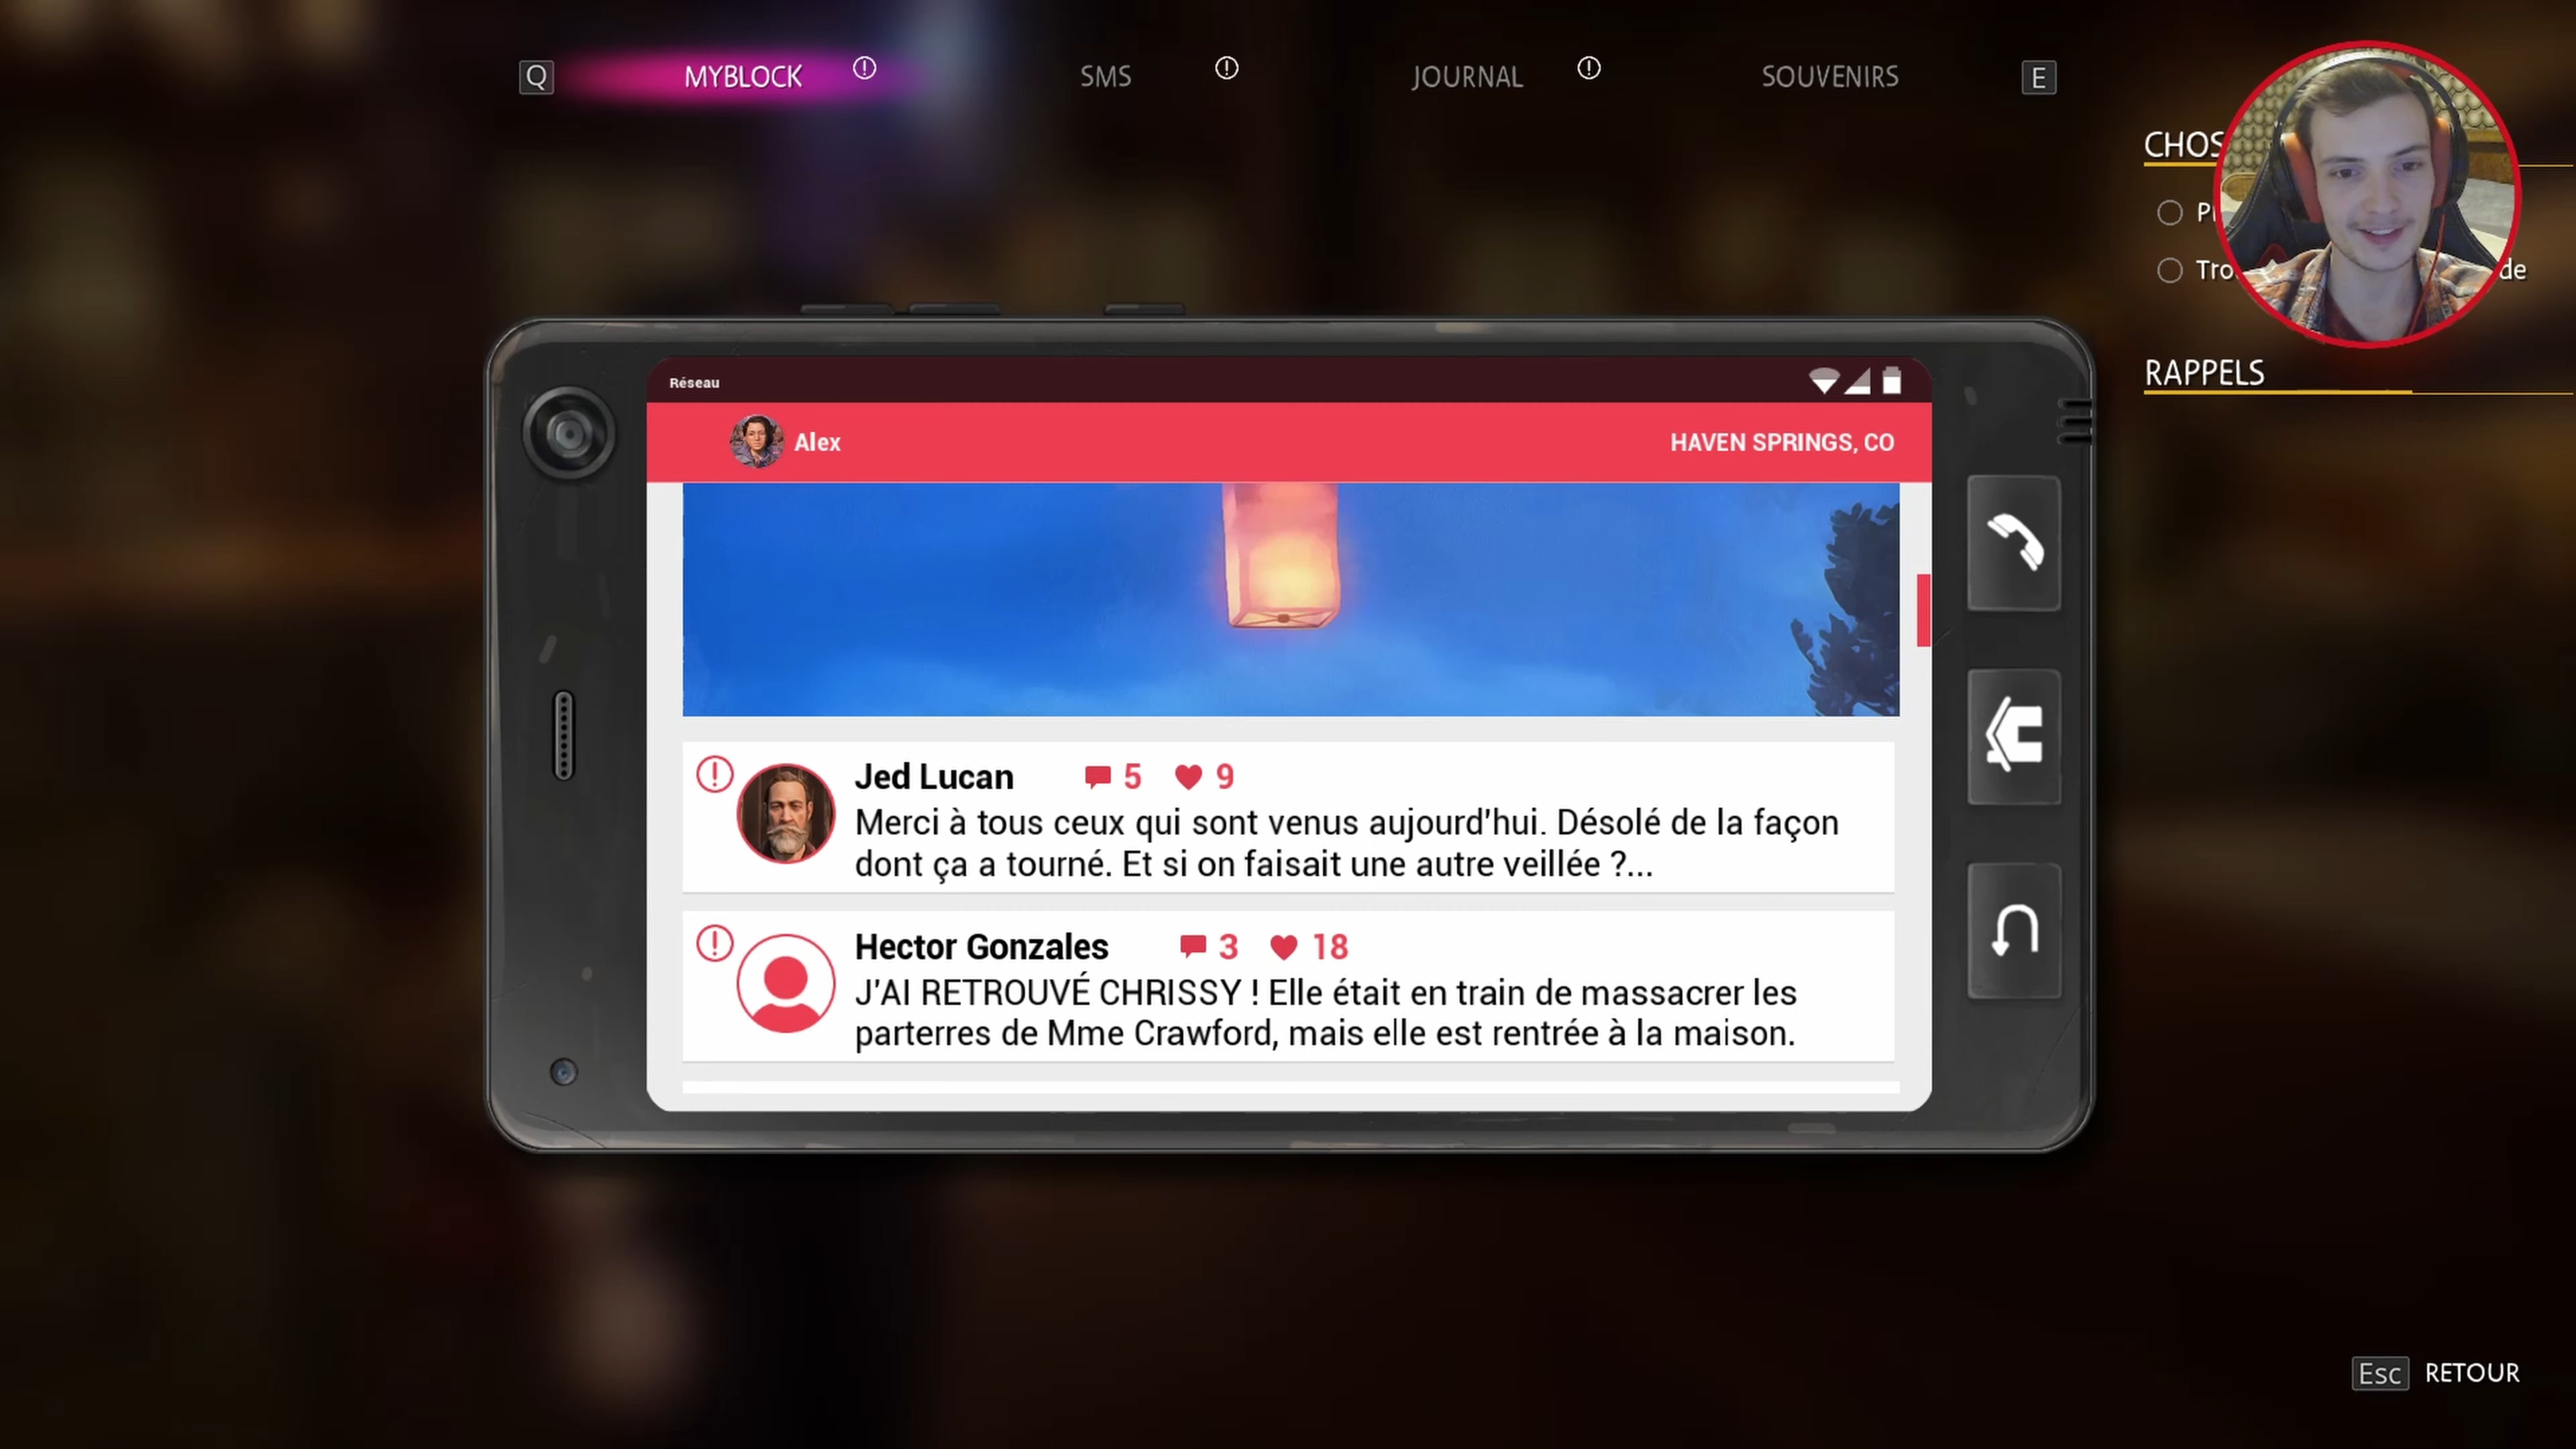 Q MYBLOCK SMS JOURNAL SOUVENIRS E
CHOS
RAPPELS
Réseau
Alex HAVEN SPRINGS, CO
Jed Lucan 5 9
Merci à tous ceux qui sont venus aujourd'hui. Désolé de la façon
dont ça a tourné. Et si on faisait une autre veillée ?...
Hector Gonzales 3 18
J'AI RETROUVÉ CHRISSY ! Elle était en train de massacrer les
parterres de Mme Crawford, mais elle est rentrée à la maison.
Esc RETOUR